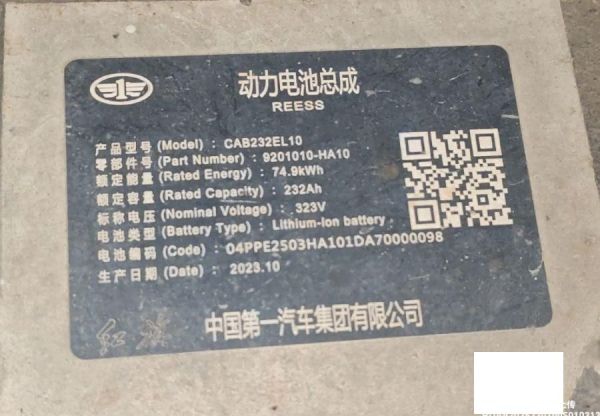 动力电池总成
REESS
产品型号 (Model) : CAB232EL10
零部件号 (Part Number) : 9201010-HA10
额定能量 (Rated Energy) : 74.9kWh
额定容量 (Rated Capacity) : 232Ah
标称电压 (Nominal Voltage) : 323V
电池类型 (Battery Type) : Lithium-ion battery
电池编码 (Code) : 04PPE2503HA101DA70000098
生产日期 (Date) : 2023.10
红旗
中国第一汽车集团有限公司